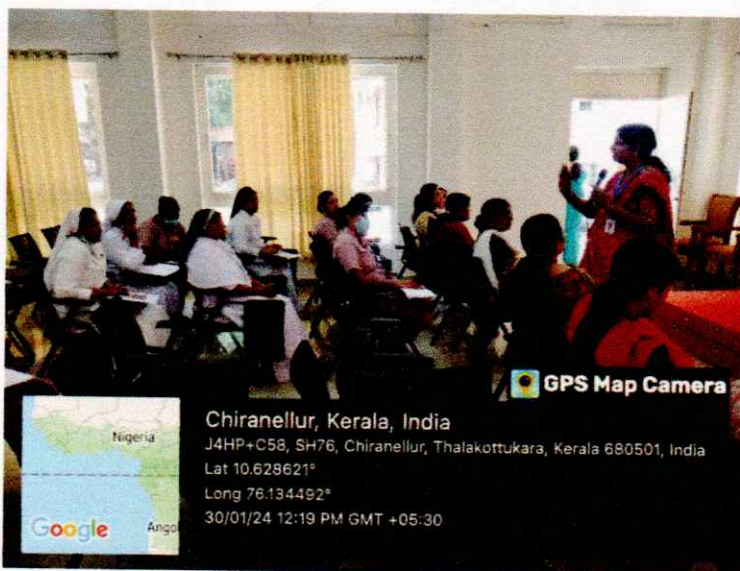 GPS Map Camera
Chiranellur, Kerala, India
J4HP+C58, SH76, Chiranellur, Thalakottukara, Kerala 680501, India
Lat 10.628621°
Long 76.134492°
30/01/24 12:19 PM GMT +05:30
Nigeria
Google
Ango